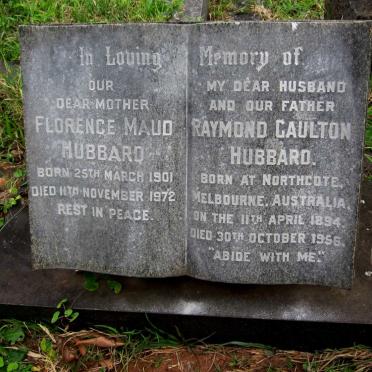 In Loving Memory of
OUR
DEAR MOTHER
FLORENCE MAUD
HUBBARD
BORN 25TH MARCH 1901
DIED 11TH NOVEMBER 1972
REST IN PEACE.
MY DEAR HUSBAND
AND OUR FATHER
RAYMOND CAULTON
HUBBARD.
BORN AT NORTHCOTE,
MELBOURNE, AUSTRALIA,
ON THE 11TH APRIL 1894
DIED 30TH OCTOBER 1956.
"ABIDE WITH ME."